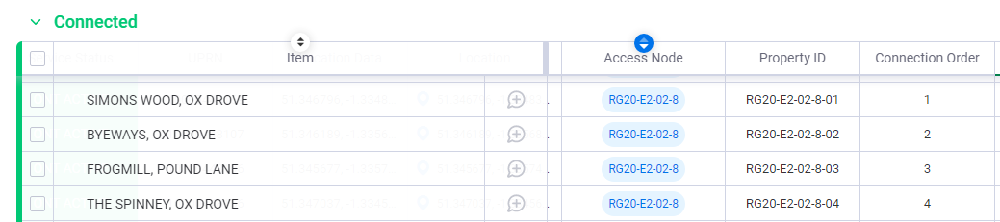 Connected
Item Access Node Property ID Connection Order
SIMONS WOOD, OX DROVE RG20-E2-02-8 RG20-E2-02-8-01 1
BYEWAYS, OX DROVE RG20-E2-02-8 RG20-E2-02-8-02 2
FROGMILL, POUND LANE RG20-E2-02-8 RG20-E2-02-8-03 3
THE SPINNEY, OX DROVE RG20-E2-02-8 RG20-E2-02-8-04 4